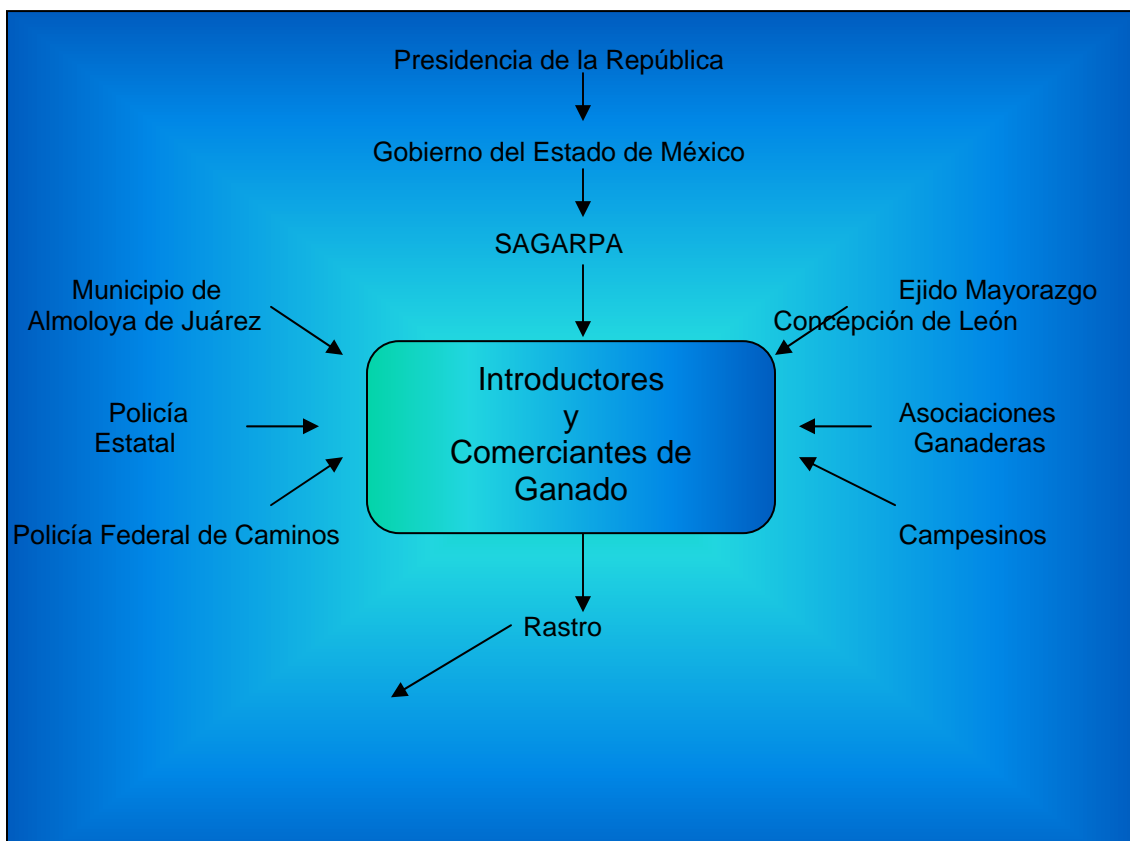 Presidencia de la República
Gobierno del Estado de México
SAGARPA
Municipio de
Almoloya de Juárez
Ejido Mayorazgo
Concepción de León
Introductores
y
Comerciantes de
Ganado
Policía
Estatal
Asociaciones
Ganaderas
Policía Federal de Caminos
Campesinos
Rastro